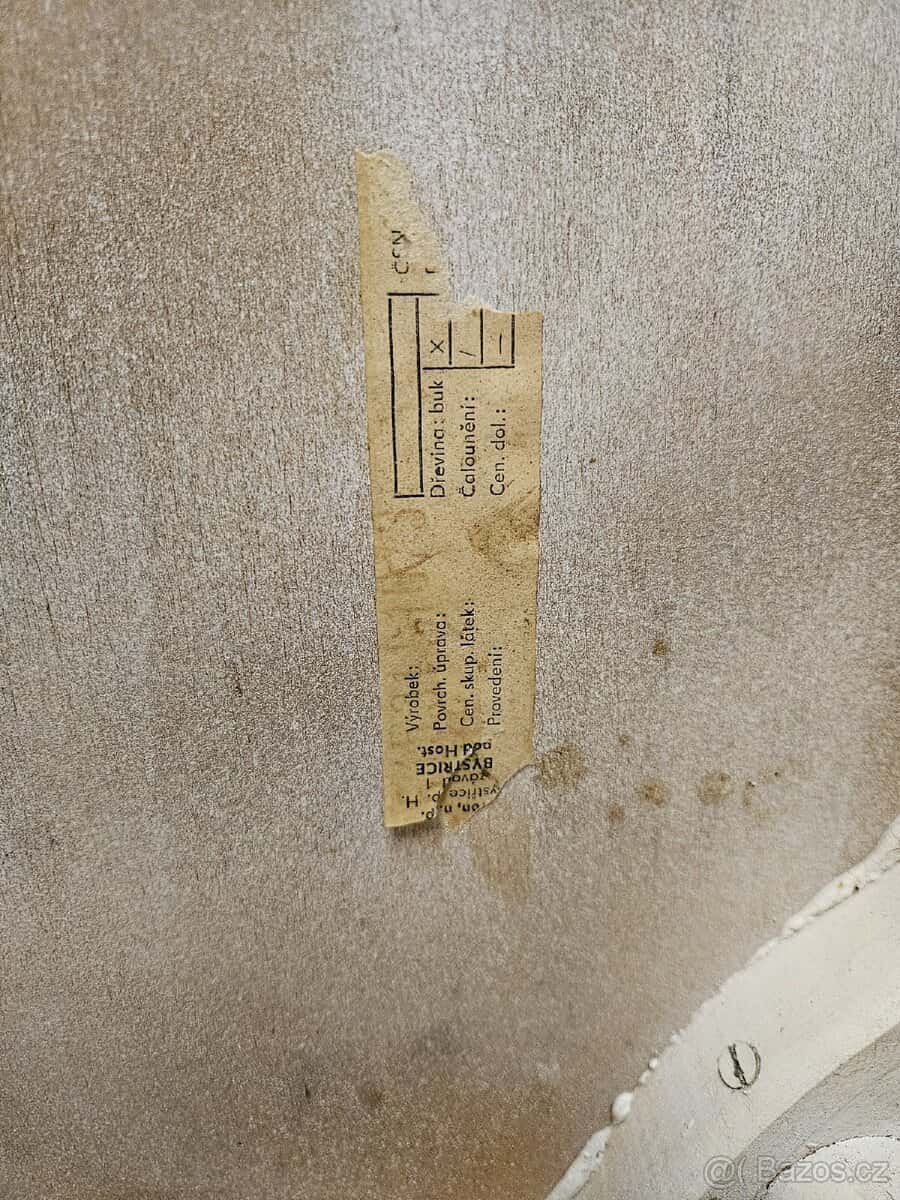 ČSN
Výrobek:
Povrch. úprava:
Dřevina: buk X
Cen. skup. látek:
Čalounění: /
Provedení:
Cen. dol.: —
n. p.
ystřice p. H.
závod 1
BYSTŘICE
pod Host.
@( Bazos.cz